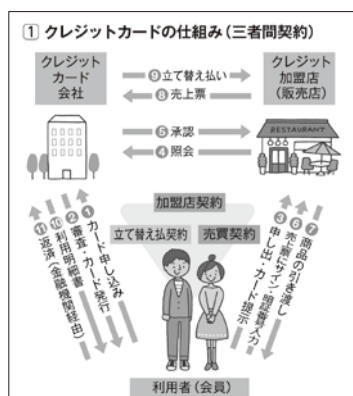 1 クレジットカードの仕組み(三者間契約)
クレジット
カード
会社
⑨立て替え払い
⑧売上票
クレジット
加盟店
(販売店)
RESTAURANT
⑤承認
④照会
加盟店契約
立て替え払契約
売買契約
①カード申し込み
②審査・カード発行
⑩利用明細書
⑪返済(金融機関経由)
③申し出・カード提示
⑥売上票にサイン・暗証番号入力
⑦商品の引き渡し
利用者(会員)